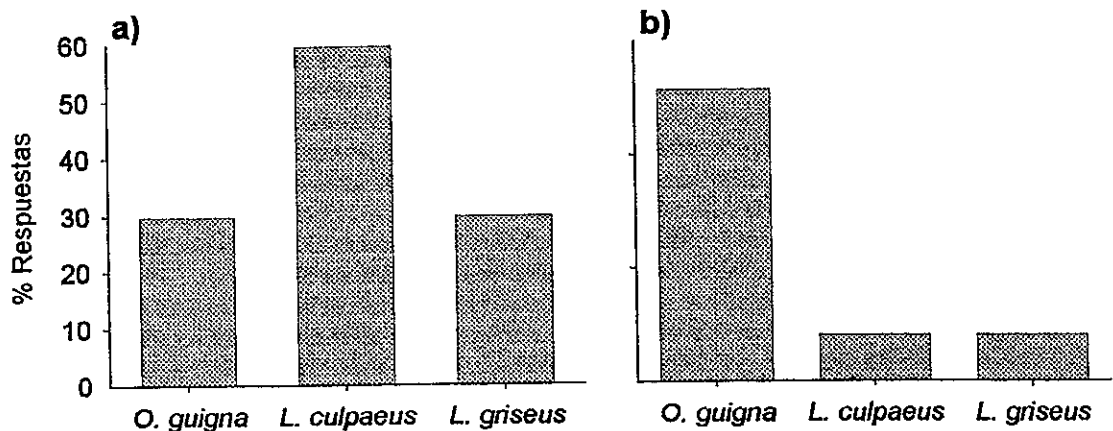 a)
b)
% Respuestas
60
50
40
30
20
10
0
O. guigna L. culpaeus L. griseus
O. guigna L. culpaeus L. griseus